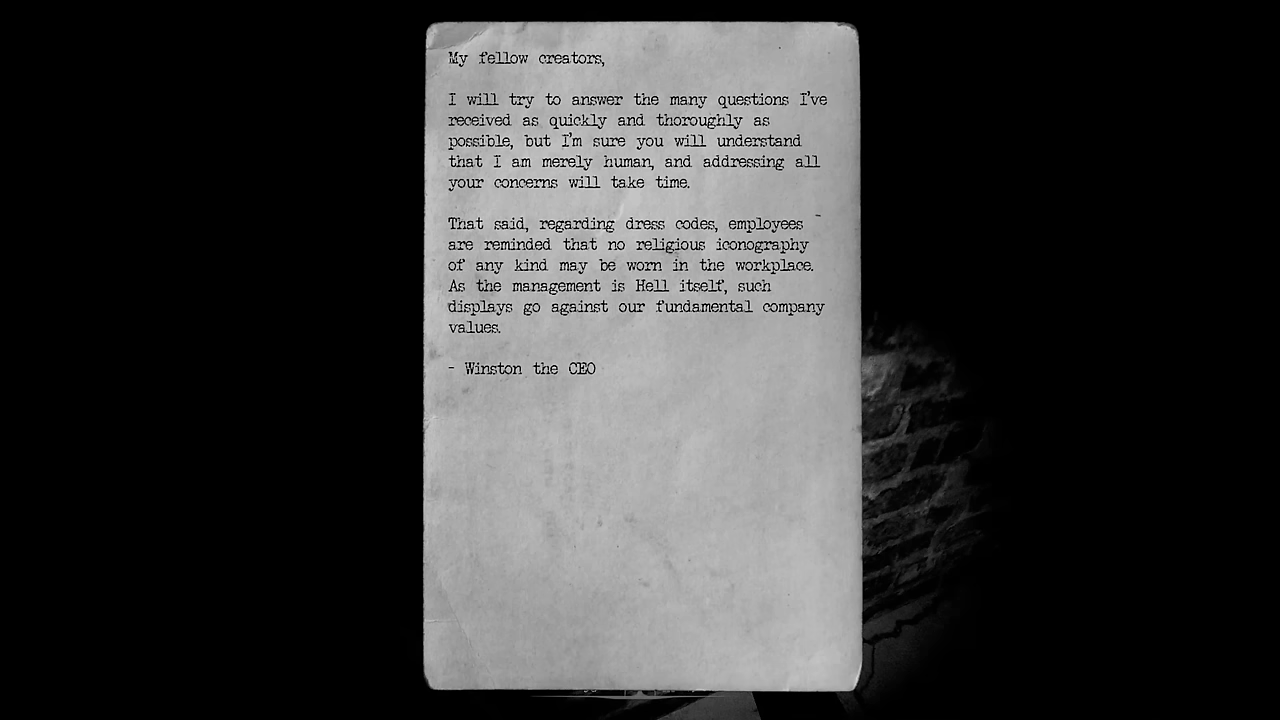 My fellow creators,
I will try to answer the many questions I've
received as quickly and thoroughly as
possible, but I'm sure you will understand
that I am merely human, and addressing all
your concerns will take time.
That said, regarding dress codes, employees
are reminded that no religious iconography
of any kind may be worn in the workplace.
As the management is Hell itself, such
displays go against our fundamental company
values.
- Winston the CEO